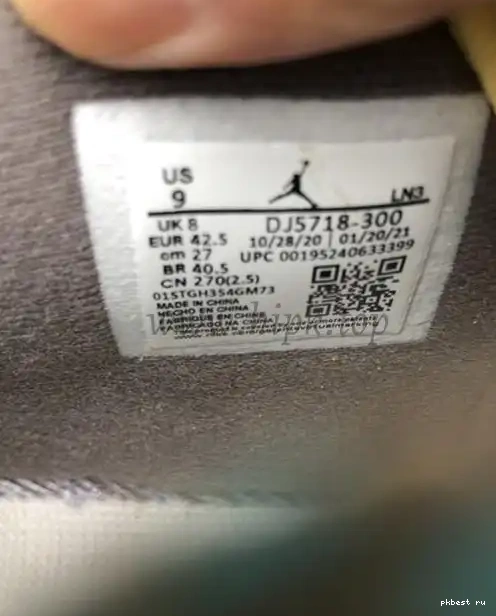 US
9
LN3
UK 8
DJ5718-300
EUR 42.5
10/28/20 | 01/20/21
cm 27
UPC 00195240633399
BR 40.5
CN 270(2.5)
01STGH354GM73
MADE IN CHINA
HECHO EN CHINA
FABRIQUE EN CHINE
FABRICADO NA CHINA
pkbest ru